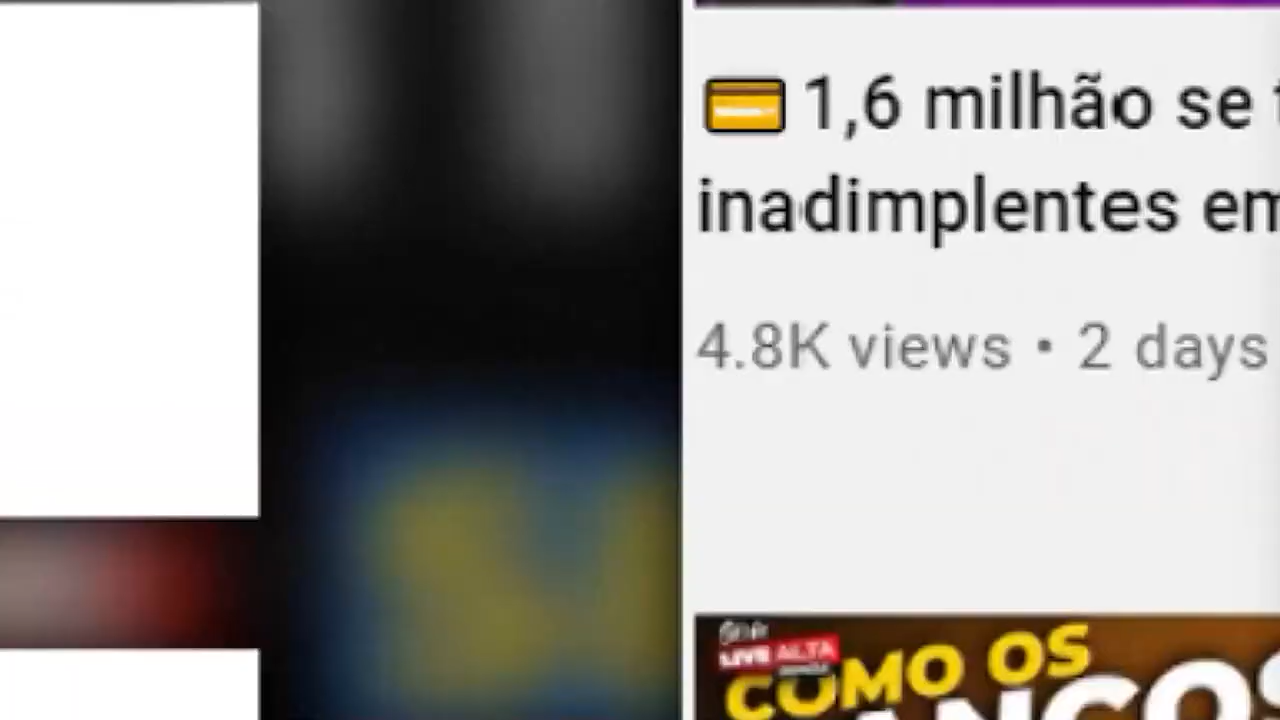 1,6 milhão se
inadimplentes em
4.8K views • 2 days
LIVE ALTA
COMO OS